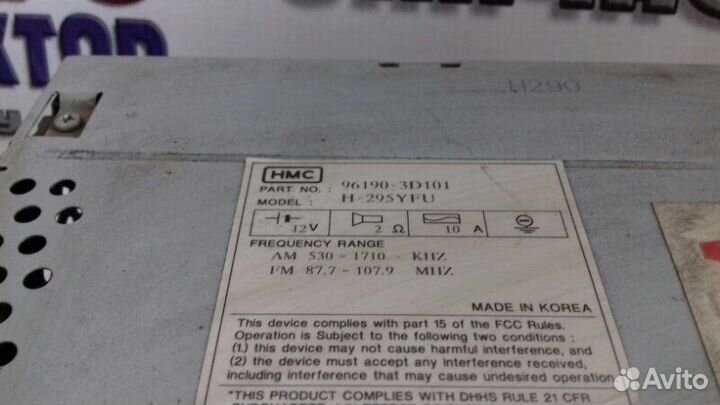 КТОР
H290
HMC
PART NO. : 96190-3D101
MODEL : H-295YFU
12V 2 Ω 10 A
FREQUENCY RANGE
AM 530 ~ 1710 - KHZ
FM 87.7 ~ 107.9 MHZ
MADE IN KOREA
This device complies with part 15 of the FCC Rules.
Operation is Subject to the following two conditions :
(1.) this device may not cause harmful interference, and
(2) the device must accept any interference received,
including interference that may cause undesired operation
*THIS PRODUCT COMPLIES WITH DHHS RULE 21 CFR
Avito